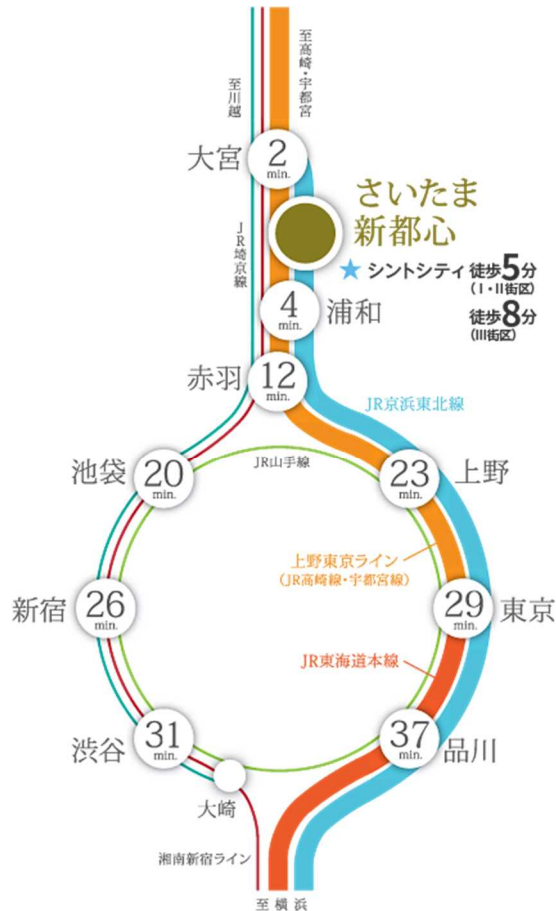 至高崎・宇都宮
至川越
大宮
2
min.
さいたま
新都心
JR埼京線
シントシティ 徒歩5分
(I・II街区)
徒歩8分
(III街区)
4
min.
浦和
赤羽
12
min.
JR京浜東北線
JR山手線
池袋
20
min.
23
min.
上野
上野東京ライン
(JR高崎線・宇都宮線)
新宿
26
min.
29
min.
東京
JR東海道本線
渋谷
31
min.
37
min.
品川
大崎
湘南新宿ライン
至横浜